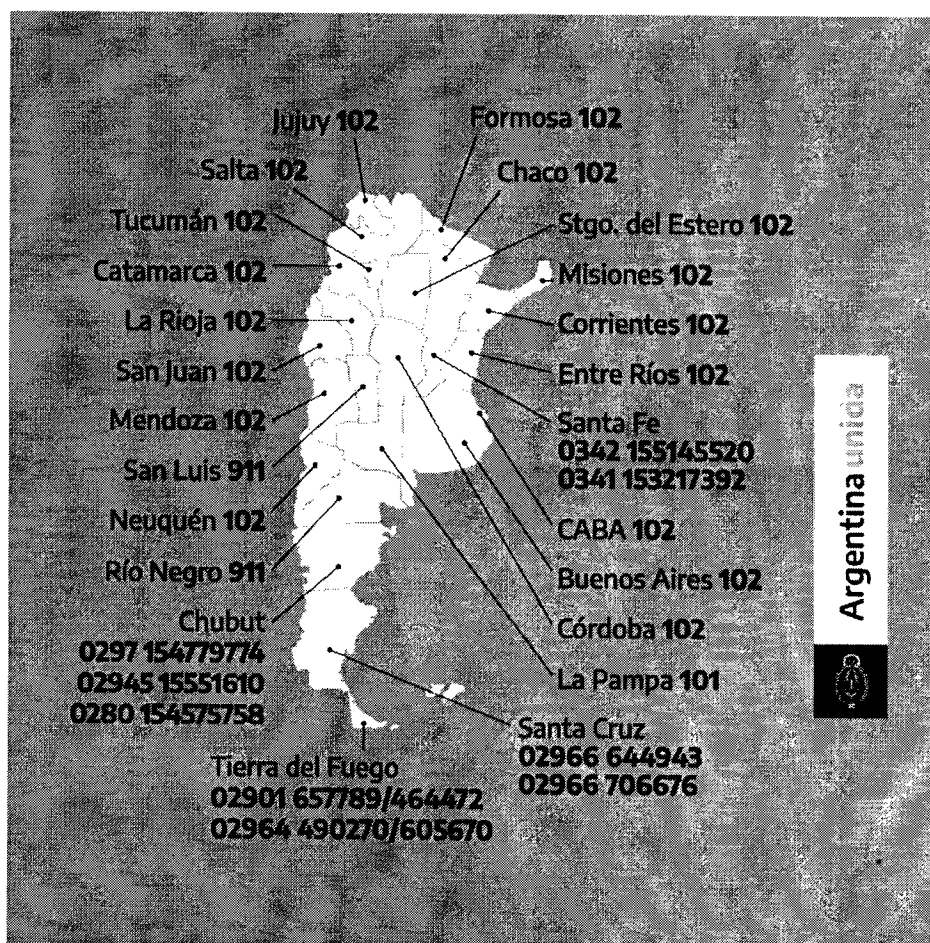 Jujuy 102
Formosa 102
Salta 102
Chaco 102
Tucumán 102
Stgo. del Estero 102
Catamarca 102
Misiones 102
La Rioja 102
Corrientes 102
San Juan 102
Entre Ríos 102
Mendoza 102
Santa Fe
0342 155145520
0341 153217392
San Luis 911
Neuquén 102
CABA 102
Río Negro 911
Buenos Aires 102
Chubut
0297 154779774
02945 15551610
0280 154575758
Córdoba 102
La Pampa 101
Santa Cruz
02966 644943
02966 706676
Tierra del Fuego
02901 657789/464472
02964 490270/605670
Argentina unida